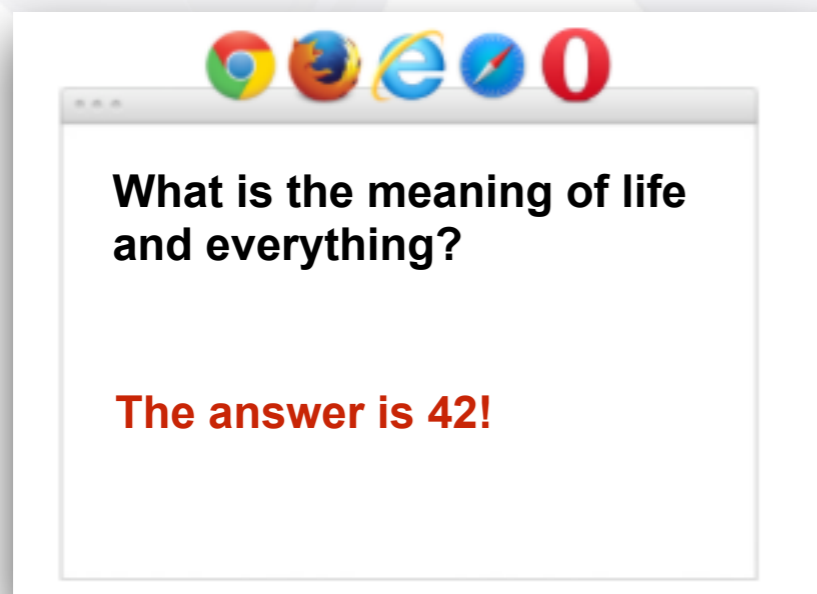 What is the meaning of life
and everything?
The answer is 42!